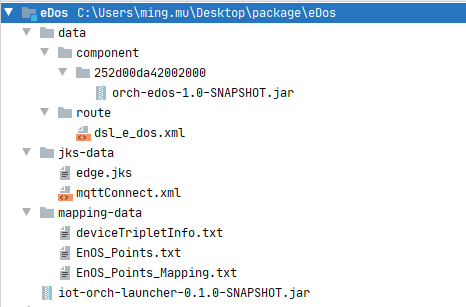 eDos C:\Users\ming.mu\Desktop\package\eDos
data
component
252d00da42002000
orch-edos-1.0-SNAPSHOT.jar
route
dsl_e_dos.xml
jks-data
edge.jks
mqttConnect.xml
mapping-data
deviceTripletInfo.txt
EnOS_Points.txt
EnOS_Points_Mapping.txt
iot-orch-launcher-0.1.0-SNAPSHOT.jar